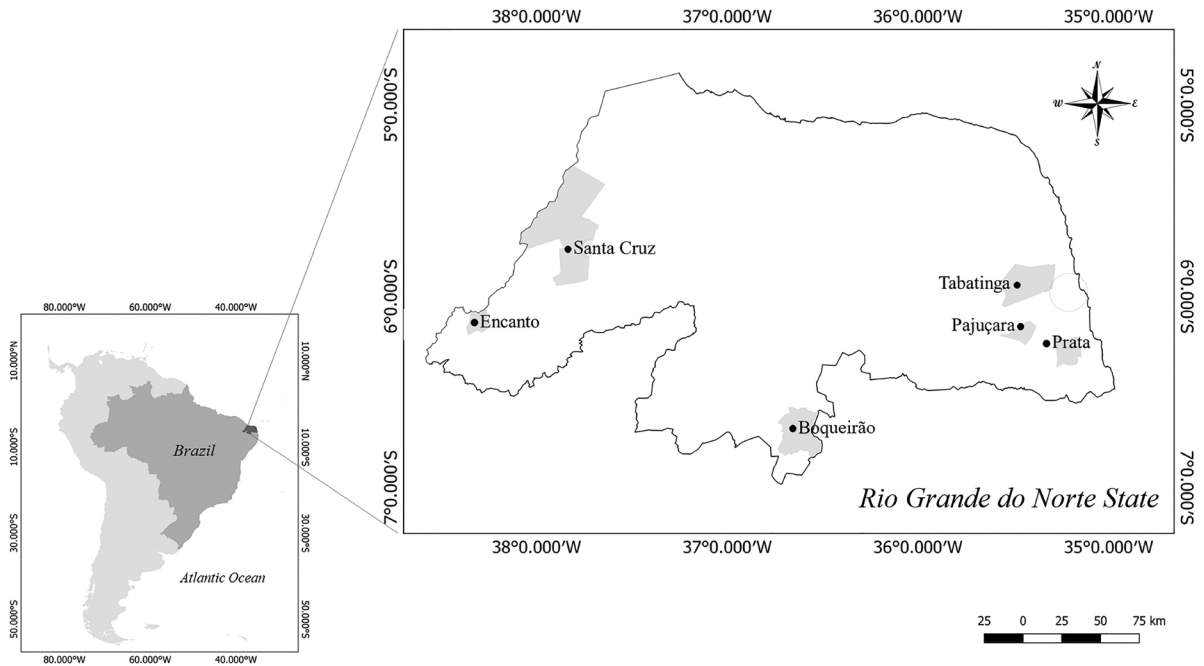 38°0.000′W 37°0.000′W 36°0.000′W 35°0.000′W
5°0.000′S
6°0.000′S
7°0.000′S
N
W E
S
5°0.000′S
6°0.000′S
7°0.000′S
Santa Cruz
Encanto
Tabatinga
Pajuçara
Prata
Boqueirão
Rio Grande do Norte State
38°0.000′W 37°0.000′W 36°0.000′W 35°0.000′W
80.000°W 60.000°W 40.000°W
10.000°N
10.000°S
30.000°S
50.000°S
10.000°N
10.000°S
30.000°S
50.000°S
Brazil
Atlantic Ocean
80.000°W 60.000°W 40.000°W
25 0 25 50 75 km